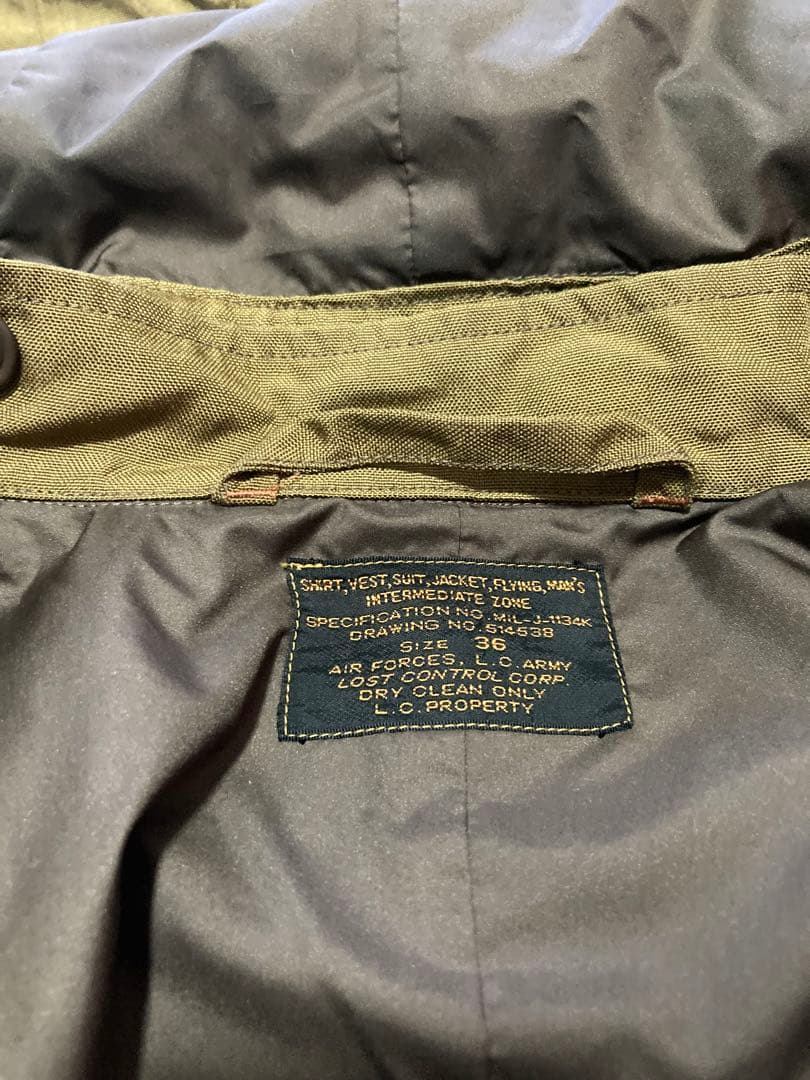 SHIRT, VEST, SUIT, JACKET, FLYING, MAN'S
INTERMEDIATE ZONE
SPECIFICATION NO. MIL-J-1134K
DRAWING NO. 514538
SIZE 36
AIR FORCES, L.C. ARMY
LOST CONTROL CORP.
DRY CLEAN ONLY
L.C. PROPERTY